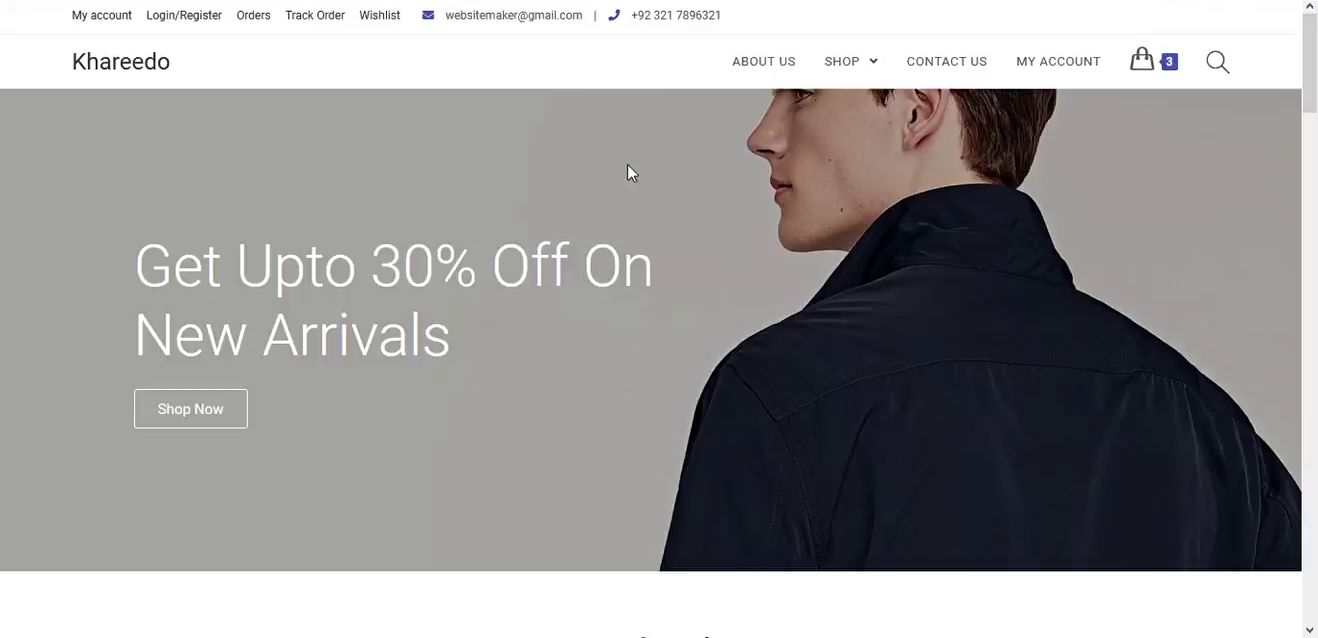 My account Login/Register Orders Track Order Wishlist websitemaker@gmail.com | +92 321 7896321
Khareedo ABOUT US SHOP CONTACT US MY ACCOUNT 3
Get Upto 30% Off On
New Arrivals
Shop Now